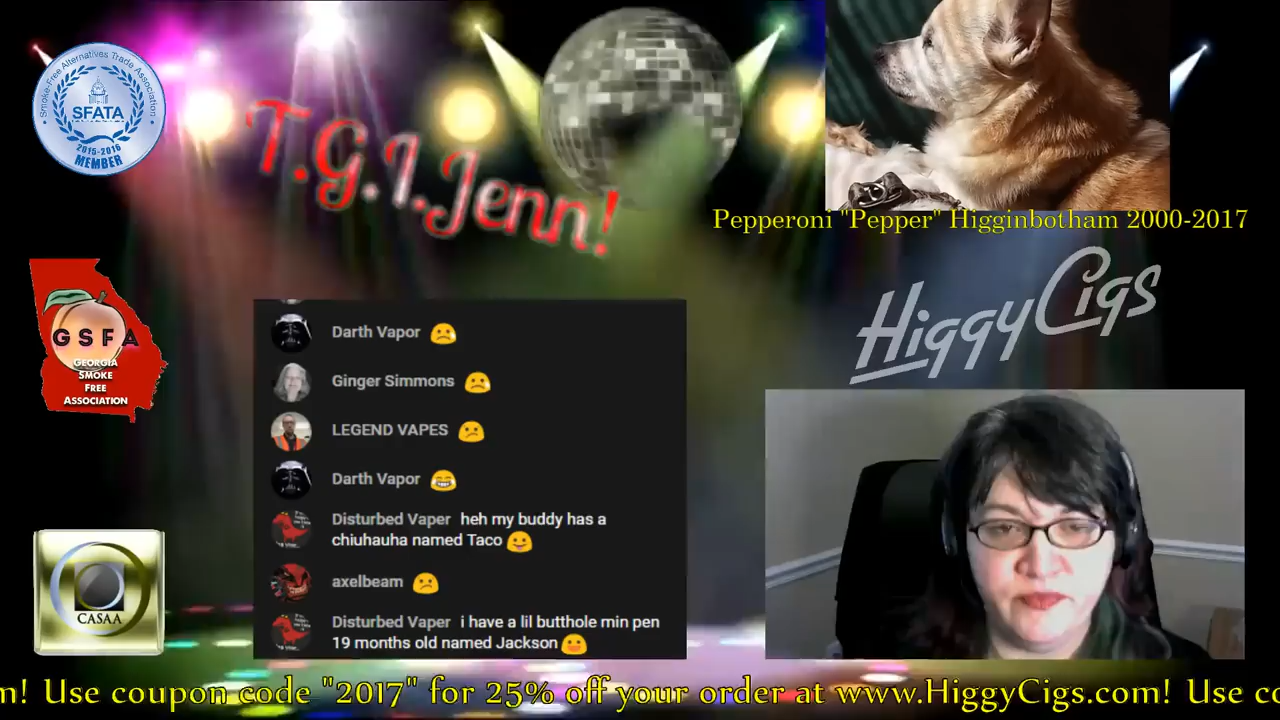 Smoke-Free Alternatives Trade Association
SFATA
2015-2016
MEMBER
T.G.I.Jenn!
Pepperoni "Pepper" Higginbotham 2000-2017
HiggyCigs
GSFA
GEORGIA
SMOKE
FREE
ASSOCIATION
CASAA
Darth Vapor 😢
Ginger Simmons 😢
LEGEND VAPES 😕
Darth Vapor 😂
Disturbed Vaper heh my buddy has a
chiuhauha named Taco 😀
axelbeam 😕
Disturbed Vaper i have a lil butthole min pen
19 months old named Jackson 😀
m! Use coupon code "2017" for 25% off your order at www.HiggyCigs.com! Use co